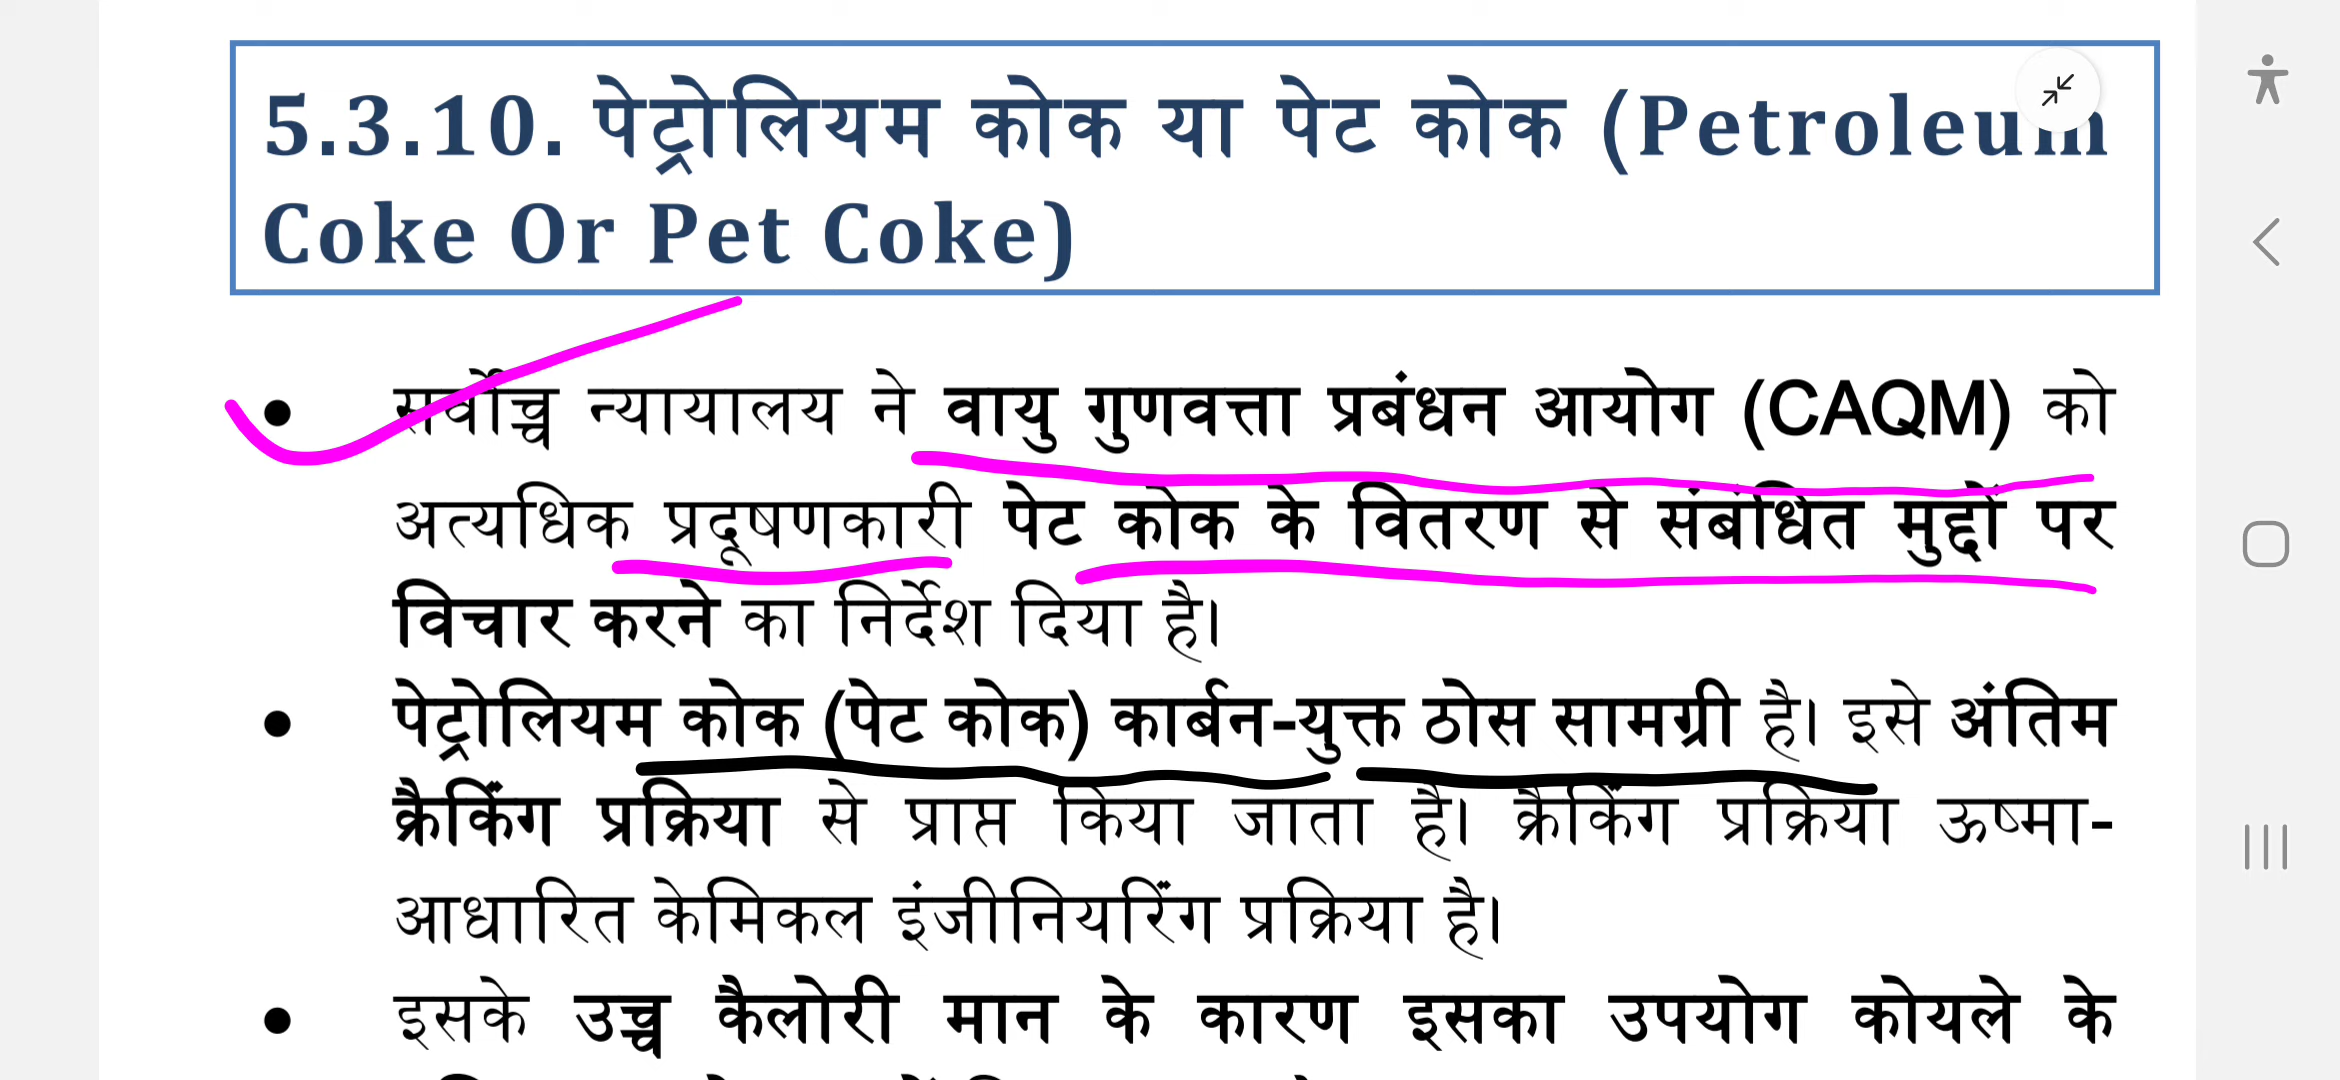 5.3.10. पेट्रोलियम कोक या पेट कोक (Petroleum
Coke Or Pet Coke)
• सर्वोच्च न्यायालय ने वायु गुणवत्ता प्रबंधन आयोग (CAQM) को
अत्यधिक प्रदूषणकारी पेट कोक के वितरण से संबंधित मुद्दों पर
विचार करने का निर्देश दिया है।
• पेट्रोलियम कोक (पेट कोक) कार्बन-युक्त ठोस सामग्री है। इसे अंतिम
क्रैकिंग प्रक्रिया से प्राप्त किया जाता है। क्रैकिंग प्रक्रिया ऊष्मा-
आधारित केमिकल इंजीनियरिंग प्रक्रिया है।
• इसके उच्च कैलोरी मान के कारण इसका उपयोग कोयले के